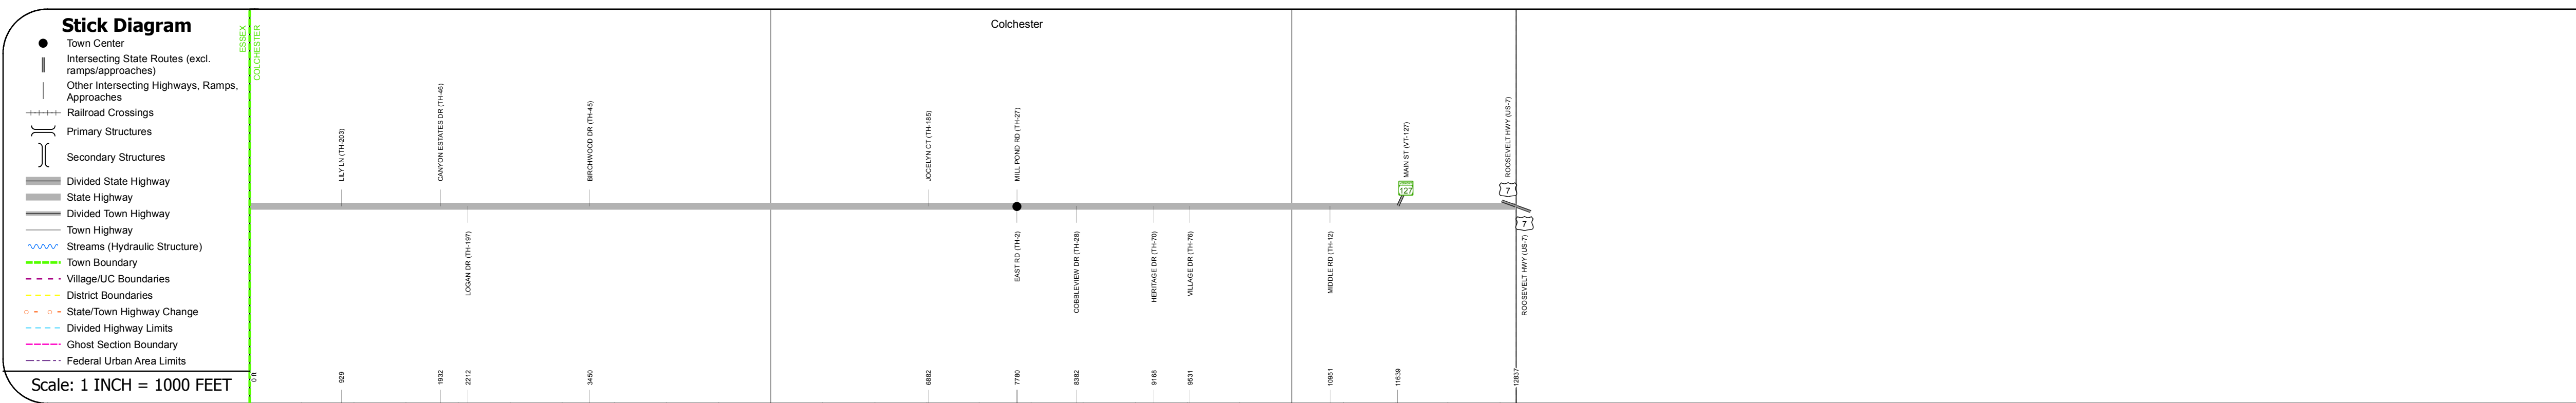 Stick Diagram
Town Center
Intersecting State Routes (excl.
ramps/approaches)
Other Intersecting Highways, Ramps,
Approaches
Railroad Crossings
Primary Structures
Secondary Structures
Divided State Highway
State Highway
Divided Town Highway
Town Highway
Streams (Hydraulic Structure)
Town Boundary
Village/UC Boundaries
District Boundaries
State/Town Highway Change
Divided Highway Limits
Ghost Section Boundary
Federal Urban Area Limits
Scale: 1 INCH = 1000 FEET
ESSEX
COLCHESTER
Colchester
LILY LN (TH-203)
CANYON ESTATES DR (TH-46)
BIRCHWOOD DR (TH-45)
JOCELYN CT (TH-185)
MILL POND RD (TH-27)
MAIN ST (VT-127)
ROOSEVELT HWY (US-7)
127
7
7
LOGAN DR (TH-197)
EAST RD (TH-2)
COBBLEVIEW DR (TH-28)
HERITAGE DR (TH-70)
VILLAGE DR (TH-76)
MIDDLE RD (TH-12)
ROOSEVELT HWY (US-7)
0 ft
929
1932
2212
3450
6882
7780
8382
9168
9531
10951
11639
12837